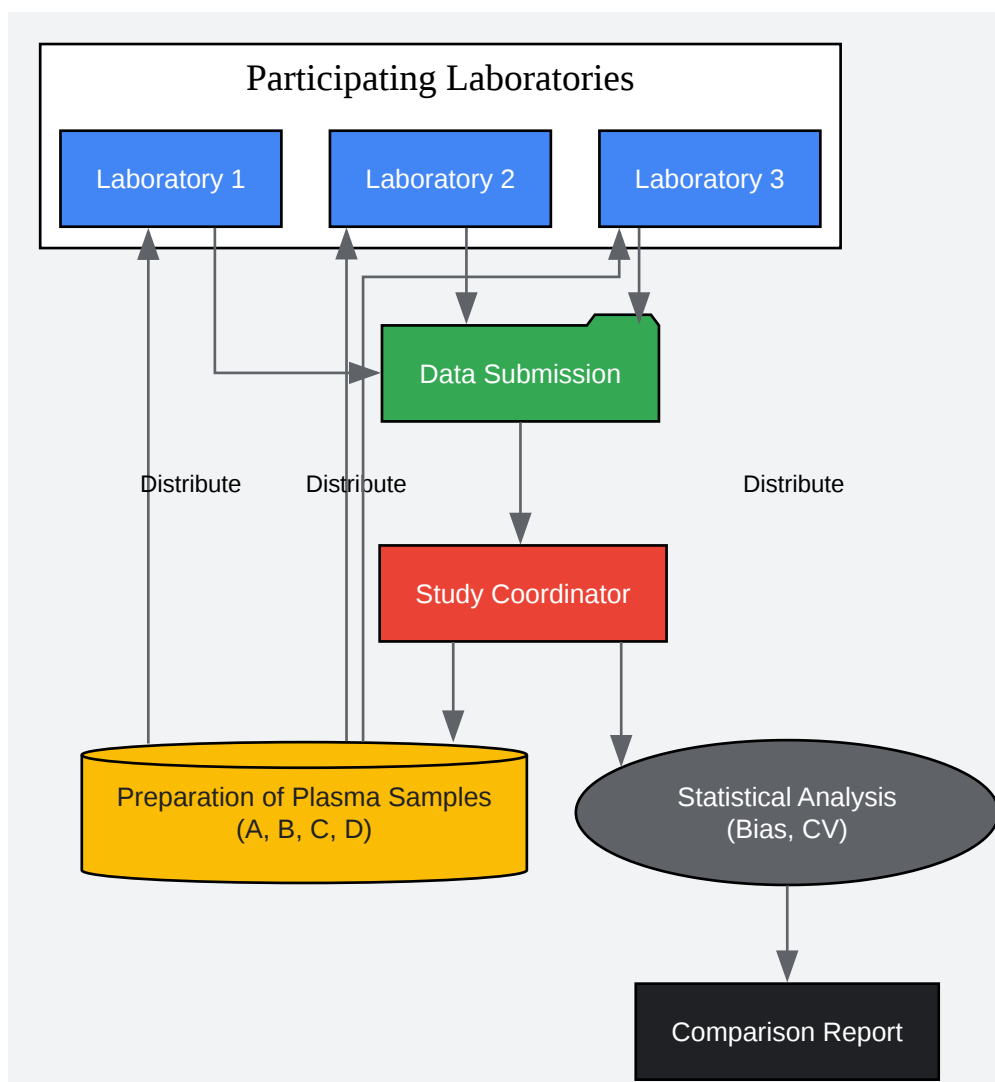 Participating Laboratories
Laboratory 1
Laboratory 2
Laboratory 3
Data Submission
Distribute
Distribute
Distribute
Study Coordinator
Preparation of Plasma Samples
(A, B, C, D)
Statistical Analysis
(Bias, CV)
Comparison Report